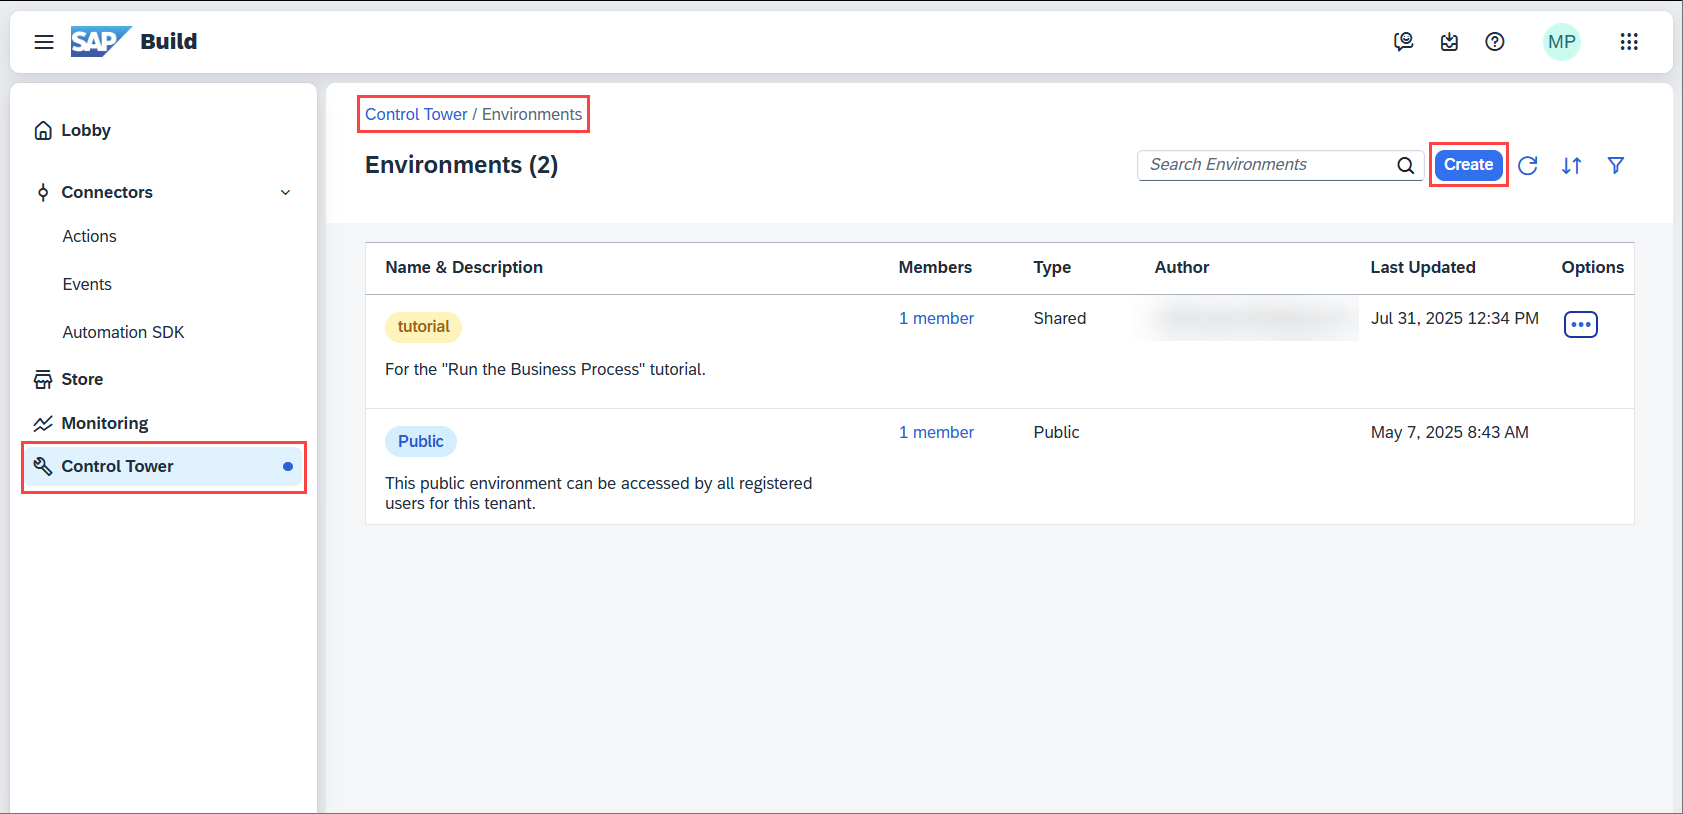 SAP Build
MP
Lobby
Connectors
Actions
Events
Automation SDK
Store
Monitoring
Control Tower
Control Tower / Environments
Environments (2)
Search Environments
Create
Name & Description Members Type Author Last Updated Options
tutorial 1 member Shared Jul 31, 2025 12:34 PM
For the "Run the Business Process" tutorial.
Public 1 member Public May 7, 2025 8:43 AM
This public environment can be accessed by all registered
users for this tenant.